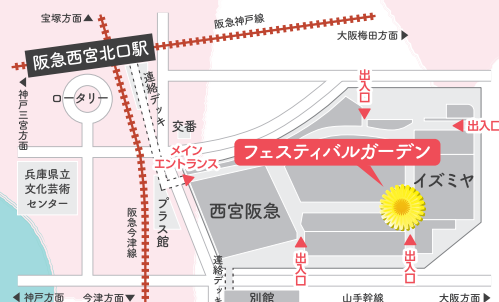 宝塚方面▲
阪急神戸線
大阪梅田方面▶
阪急西宮北口駅
◀神戸三宮方面
ロータリー
連絡デッキ
交番
出入口
出入口
メイン
エントランス
フェスティバルガーデン
兵庫県立
文化芸術
センター
阪急今津線
プラス館
西宮阪急
イズミヤ
出入口
出入口
連絡デッキ
◀神戸方面
今津方面▼
別館
山手幹線
大阪方面▶